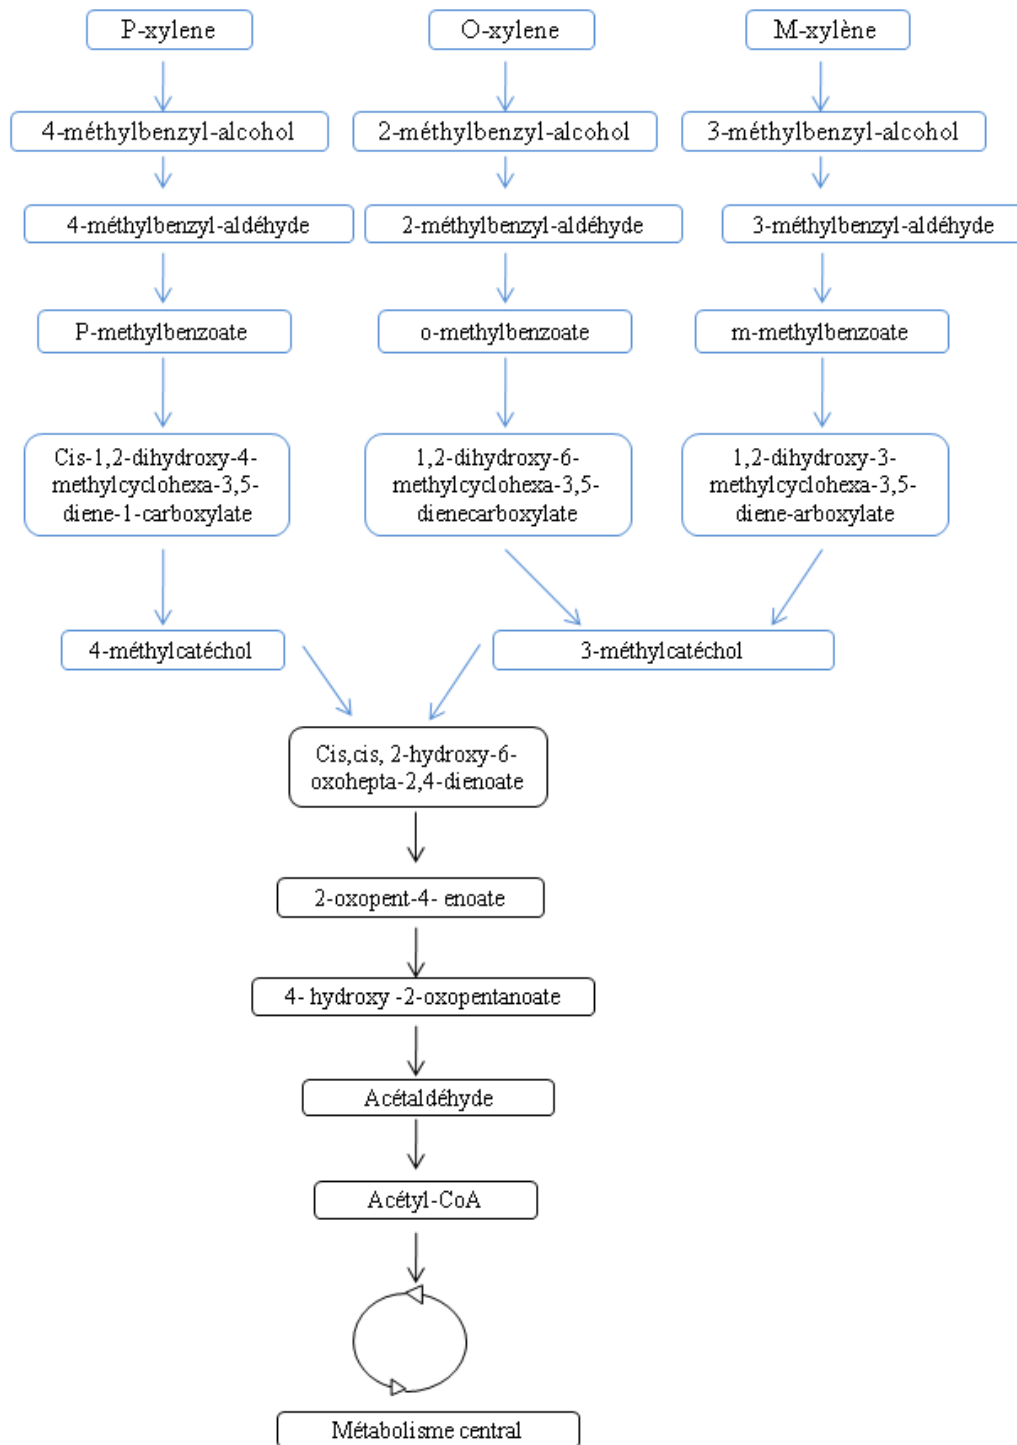 P-xylene
O-xylene
M-xylène
4-méthylbenzyl-alcohol
2-méthylbenzyl-alcohol
3-méthylbenzyl-alcohol
4-méthylbenzyl-aldéhyde
2-méthylbenzyl-aldéhyde
3-méthylbenzyl-aldéhyde
P-methylbenzoate
o-methylbenzoate
m-methylbenzoate
Cis-1,2-dihydroxy-4-
methylcyclohexa-3,5-
diene-1-carboxylate
1,2-dihydroxy-6-
methylcyclohexa-3,5-
dienecarboxylate
1,2-dihydroxy-3-
methylcyclohexa-3,5-
diene-arboxylate
4-méthylcatéchol
3-méthylcatéchol
Cis,cis, 2-hydroxy-6-
oxohepta-2,4-dienoate
2-oxopent-4- enoate
4- hydroxy -2-oxopentanoate
Acétaldéhyde
Acétyl-CoA
Métabolisme central